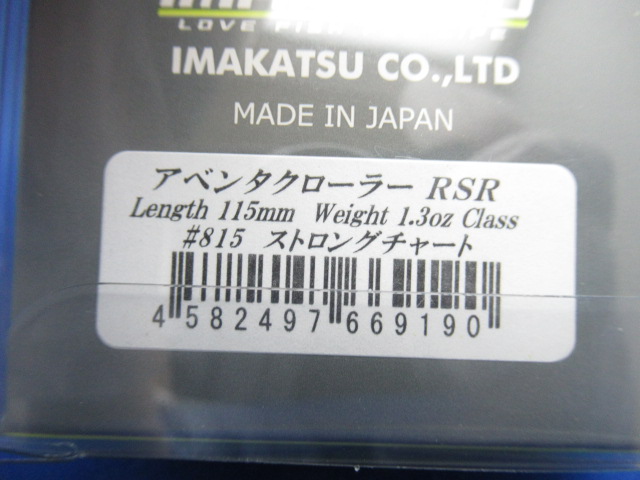 LOVE
IMAKATSU CO.,LTD
MADE IN JAPAN
アベンタクローラー RSR
Length 115mm Weight 1.3oz Class
#815 ストロングチャート
4 582497 669190